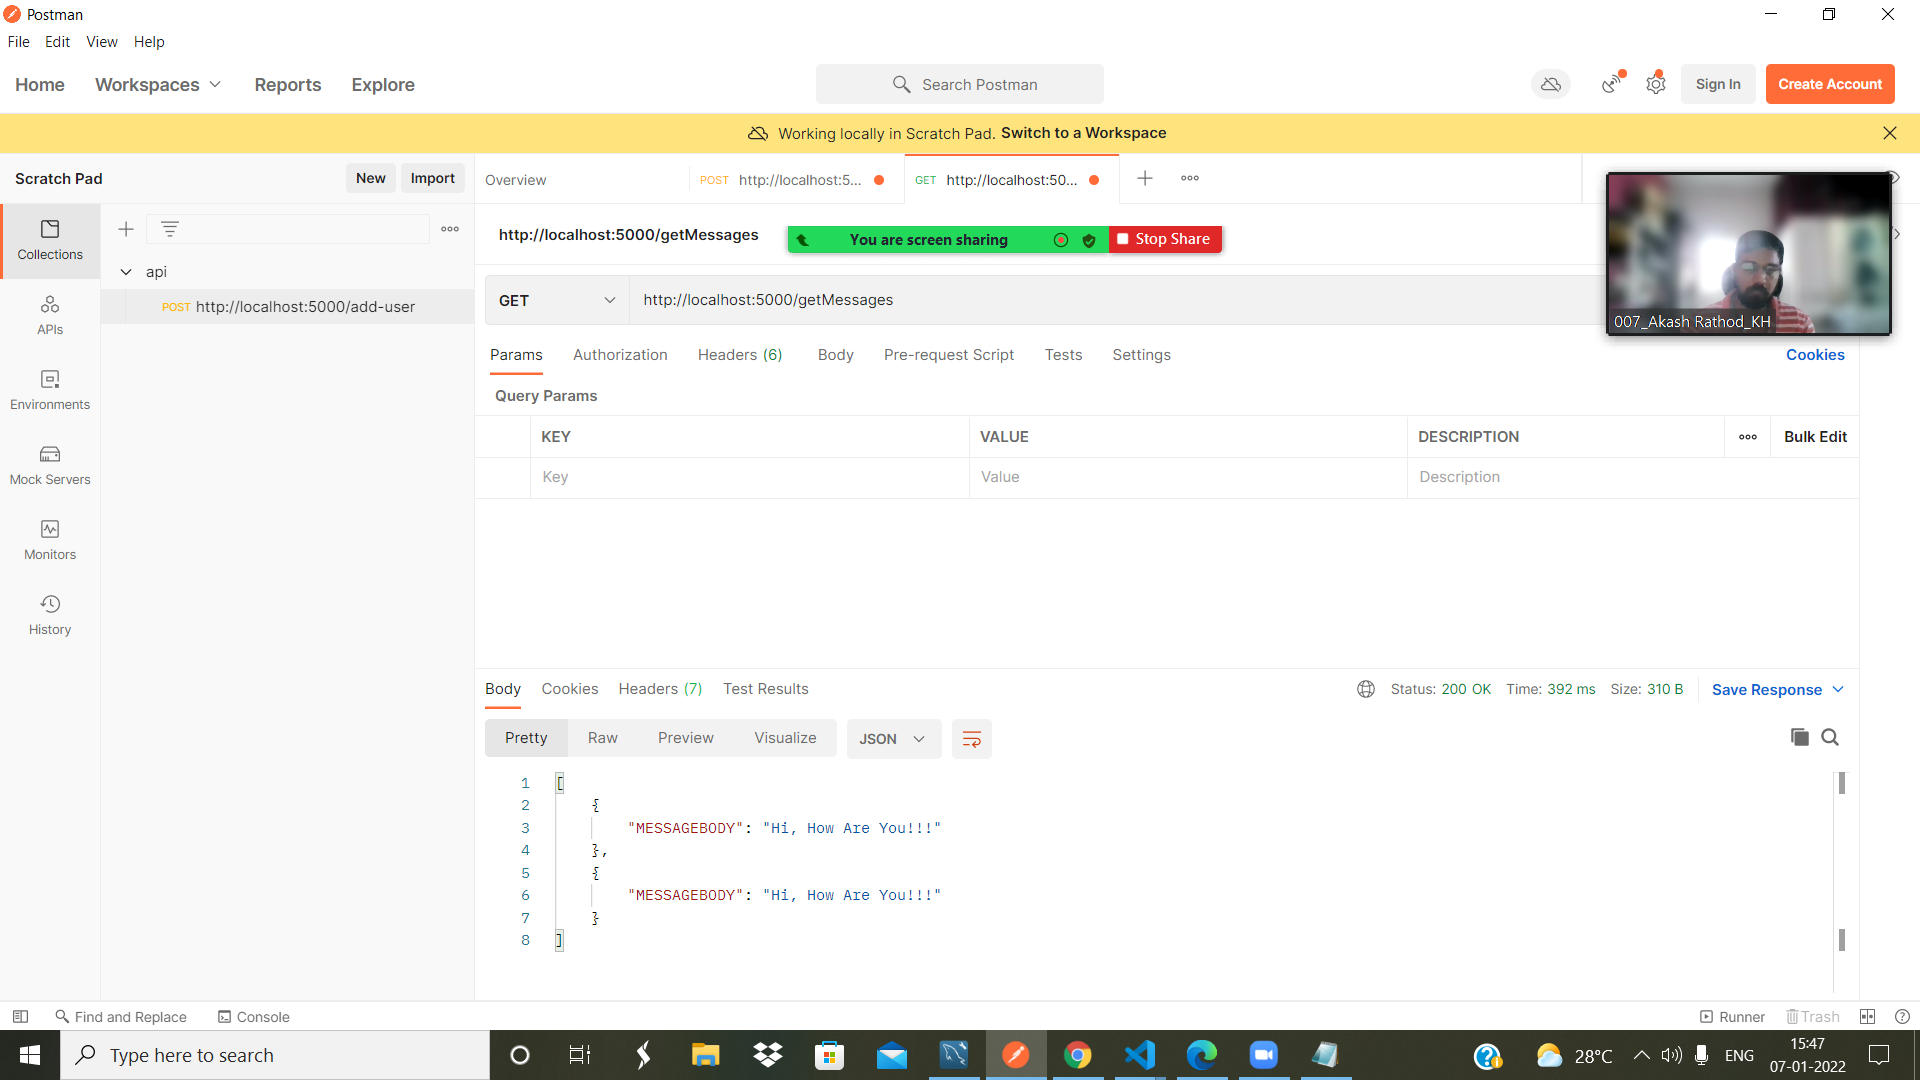 Postman
File Edit View Help
Home Workspaces Reports Explore
Search Postman
Sign In
Create Account
Working locally in Scratch Pad. Switch to a Workspace
Scratch Pad
New
Import
Overview
POST http://localhost:5...
GET http://localhost:50...
Collections
APIs
Environments
Mock Servers
Monitors
History
api
POST http://localhost:5000/add-user
http://localhost:5000/getMessages
You are screen sharing
Stop Share
007_Akash Rathod_KH
GET
http://localhost:5000/getMessages
Params Authorization Headers (6) Body Pre-request Script Tests Settings
Cookies
Query Params
KEY VALUE DESCRIPTION
Bulk Edit
Key Value Description
Body Cookies Headers (7) Test Results
Status: 200 OK Time: 392 ms Size: 310 B
Save Response
Pretty Raw Preview Visualize
JSON
1 [
2 {
3 "MESSAGEBODY": "Hi, How Are You!!!"
4 },
5 {
6 "MESSAGEBODY": "Hi, How Are You!!!"
7 }
8 ]
Find and Replace
Console
Runner
Trash
Type here to search
28°C
ENG
15:47
07-01-2022